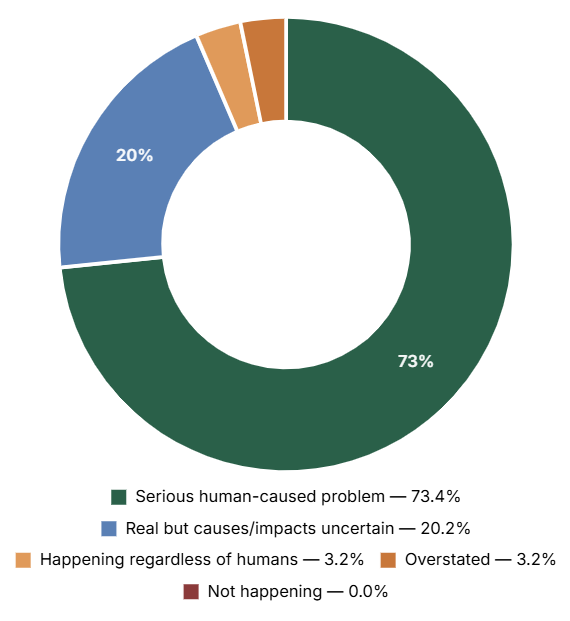 20%
73%
Serious human-caused problem — 73.4%
Real but causes/impacts uncertain — 20.2%
Happening regardless of humans — 3.2% Overstated — 3.2%
Not happening — 0.0%